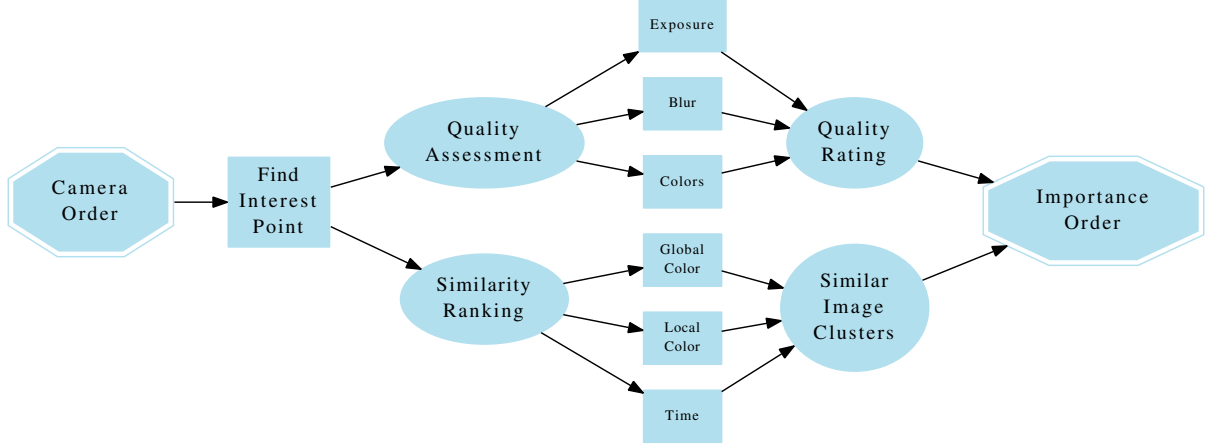 Camera
Order
Find
Interest
Point
Quality
Assessment
Similarity
Ranking
Exposure
Blur
Colors
Global
Color
Local
Color
Time
Quality
Rating
Similar
Image
Clusters
Importance
Order